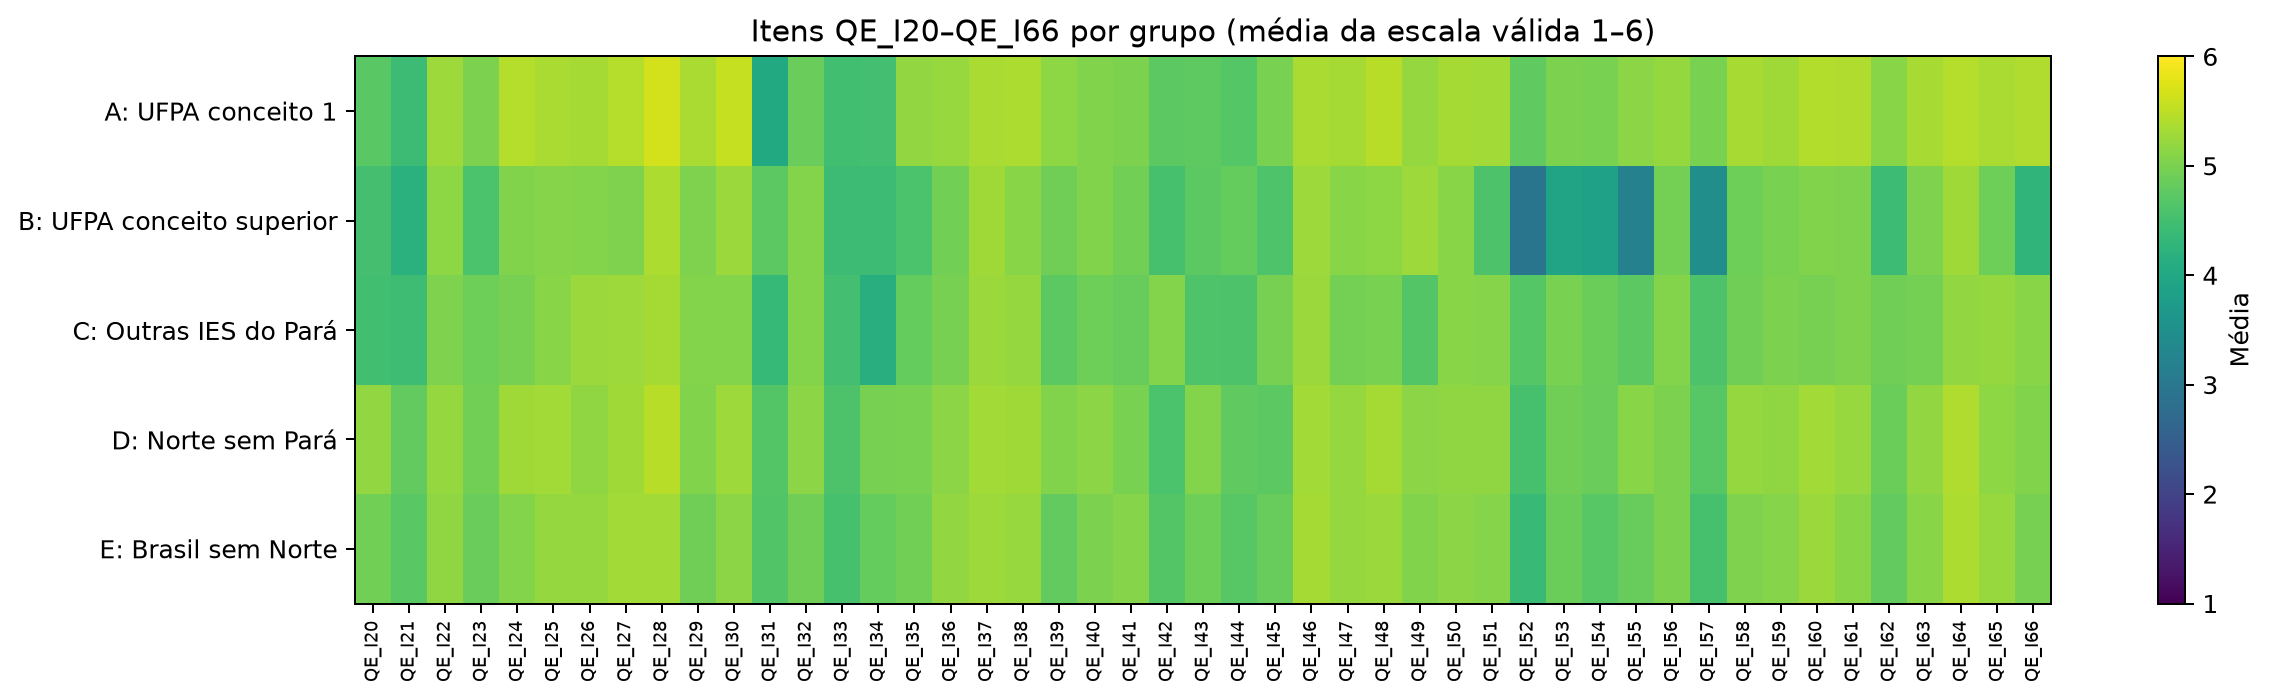 Itens QE_I20–QE_I66 por grupo (média da escala válida 1–6)
A: UFPA conceito 1
B: UFPA conceito superior
C: Outras IES do Pará
D: Norte sem Pará
E: Brasil sem Norte
QE_I20
QE_I21
QE_I22
QE_I23
QE_I24
QE_I25
QE_I26
QE_I27
QE_I28
QE_I29
QE_I30
QE_I31
QE_I32
QE_I33
QE_I34
QE_I35
QE_I36
QE_I37
QE_I38
QE_I39
QE_I40
QE_I41
QE_I42
QE_I43
QE_I44
QE_I45
QE_I46
QE_I47
QE_I48
QE_I49
QE_I50
QE_I51
QE_I52
QE_I53
QE_I54
QE_I55
QE_I56
QE_I57
QE_I58
QE_I59
QE_I60
QE_I61
QE_I62
QE_I63
QE_I64
QE_I65
QE_I66
6
5
4
3
2
1
Média